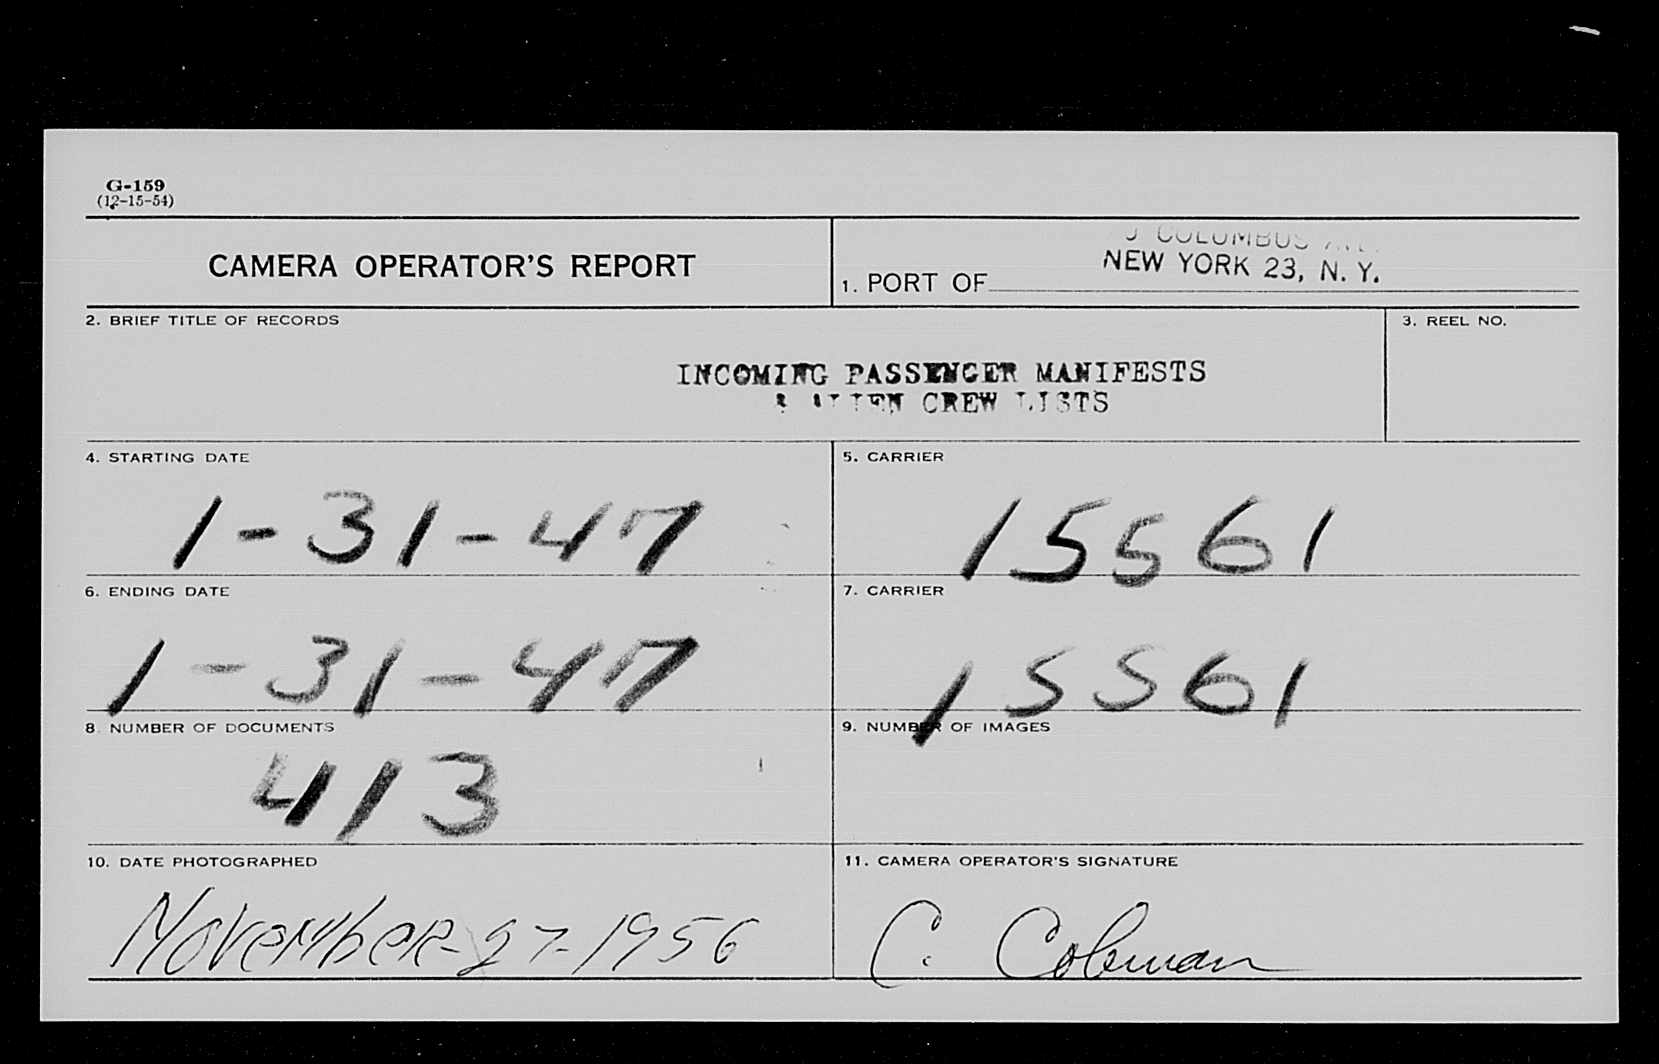 G-159
(12-15-54)
CAMERA OPERATOR'S REPORT
COLUMBUS
1. PORT OF NEW YORK 23, N. Y.
2. BRIEF TITLE OF RECORDS
3. REEL NO.
INCOMING PASSENGER MANIFESTS
& ALIEN CREW LISTS
4. STARTING DATE
5. CARRIER
1-31-47
15561
6. ENDING DATE
7. CARRIER
1-31-47
15561
8. NUMBER OF DOCUMENTS
9. NUMBER OF IMAGES
413
10. DATE PHOTOGRAPHED
11. CAMERA OPERATOR'S SIGNATURE
November-27-1956
C. Coleman